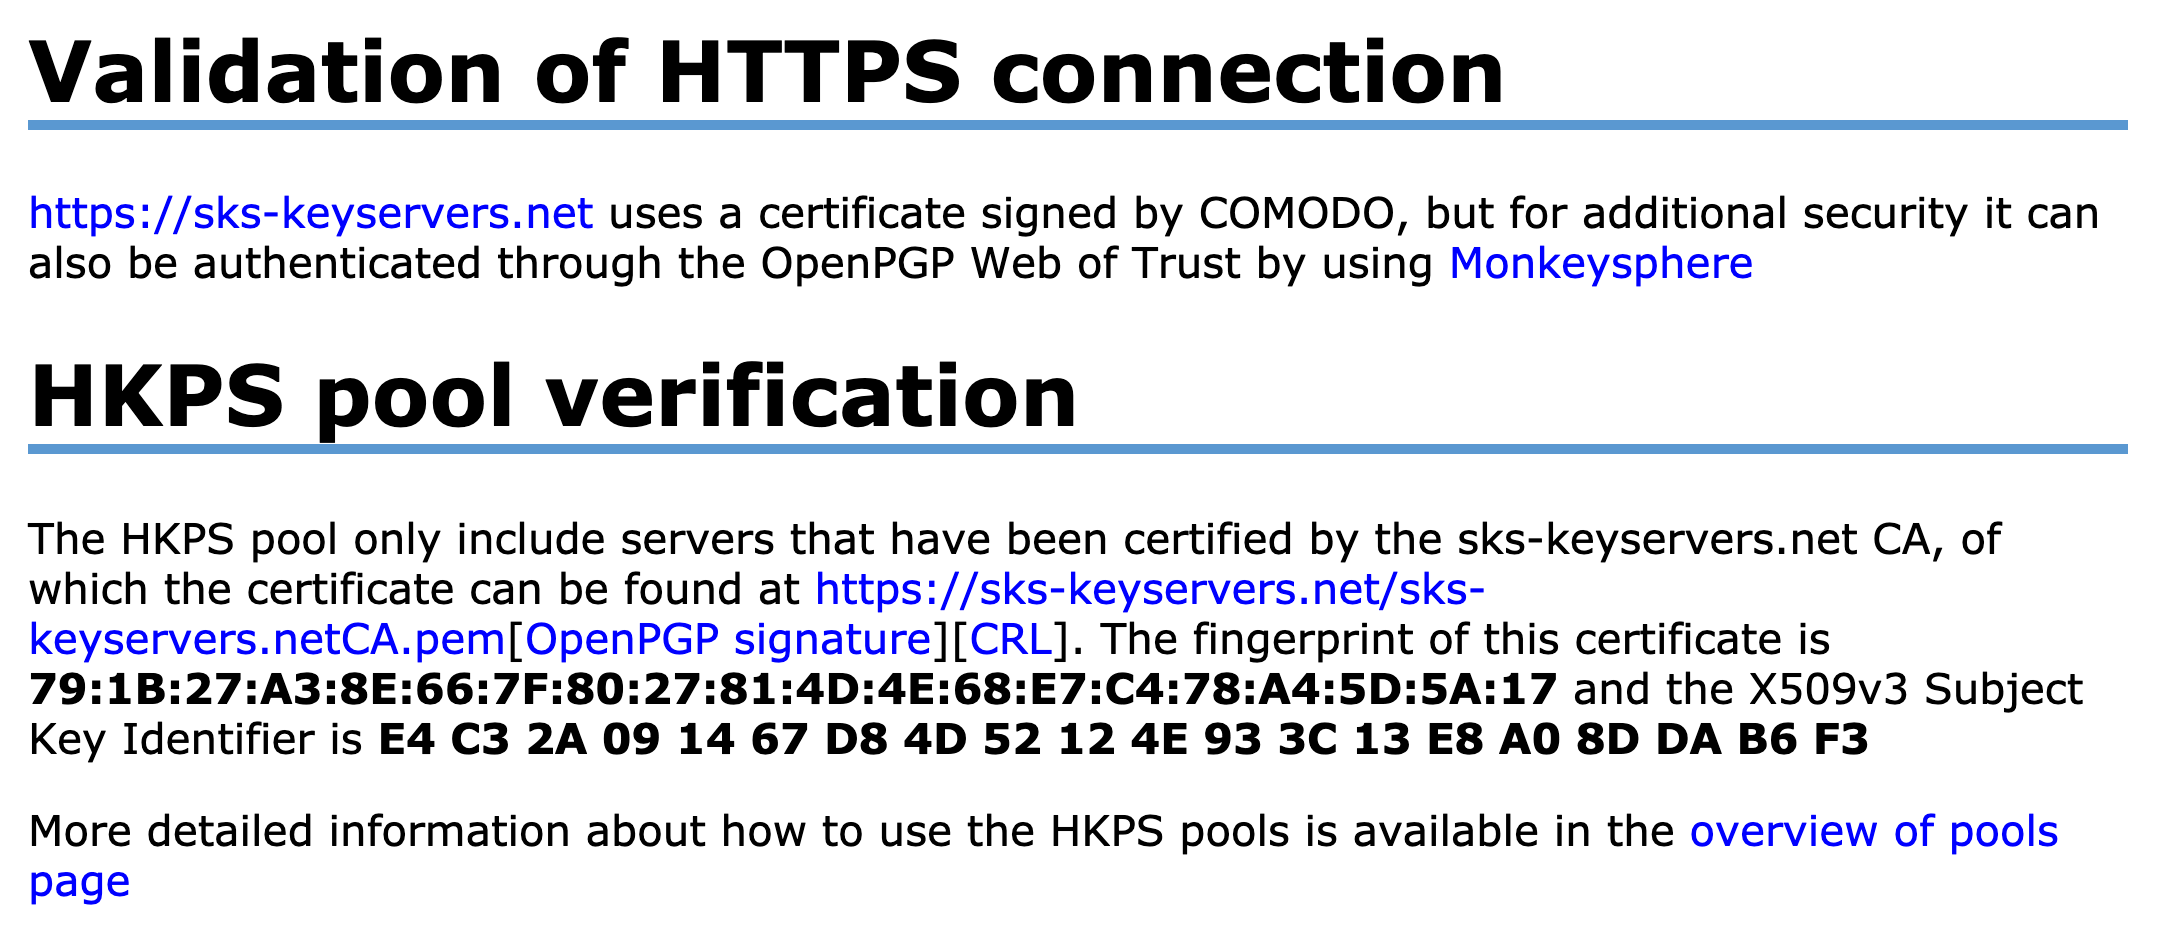 Validation of HTTPS connection
https://sks-keyservers.net uses a certificate signed by COMODO, but for additional security it can
also be authenticated through the OpenPGP Web of Trust by using Monkeysphere
HKPS pool verification
The HKPS pool only include servers that have been certified by the sks-keyservers.net CA, of
which the certificate can be found at https://sks-keyservers.net/sks-
keyservers.netCA.pem[OpenPGP signature][CRL]. The fingerprint of this certificate is
79:1B:27:A3:8E:66:7F:80:27:81:4D:4E:68:E7:C4:78:A4:5D:5A:17 and the X509v3 Subject
Key Identifier is E4 C3 2A 09 14 67 D8 4D 52 12 4E 93 3C 13 E8 A0 8D DA B6 F3
More detailed information about how to use the HKPS pools is available in the overview of pools
page